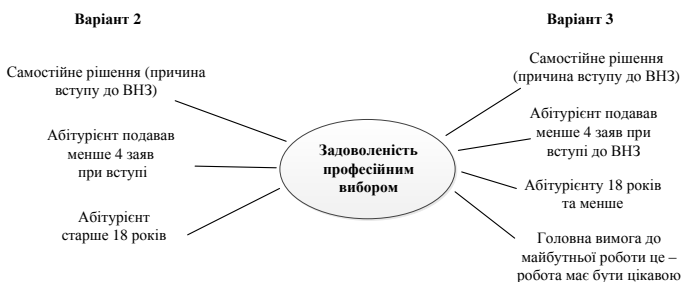 Варіант 2
Варіант 3
Самостійне рішення (причина
вступу до ВНЗ)
Абітурієнт подавав
менше 4 заяв
при вступі
Абітурієнт
старше 18 років
Задоволеність
професійним
вибором
Самостійне рішення
(причина вступу до ВНЗ)
Абітурієнт подавав
менше 4 заяв при
вступі до ВНЗ
Абітурієнту 18 років
та менше
Головна вимога до
майбутньої роботи це –
робота має бути цікавою